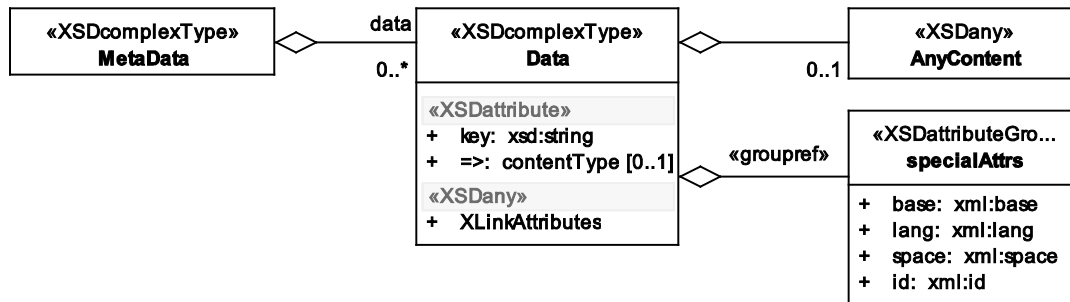 «XSDcomplexType»
MetaData
data
0..*
«XSDcomplexType»
Data
«XSDattribute»
+ key: xsd:string
+ =>: contentType [0..1]
«XSDany»
+ XLinkAttributes
0..1
«XSDany»
AnyContent
«groupref»
«XSDattributeGro...
specialAttrs
+ base: xml:base
+ lang: xml:lang
+ space: xml:space
+ id: xml:id